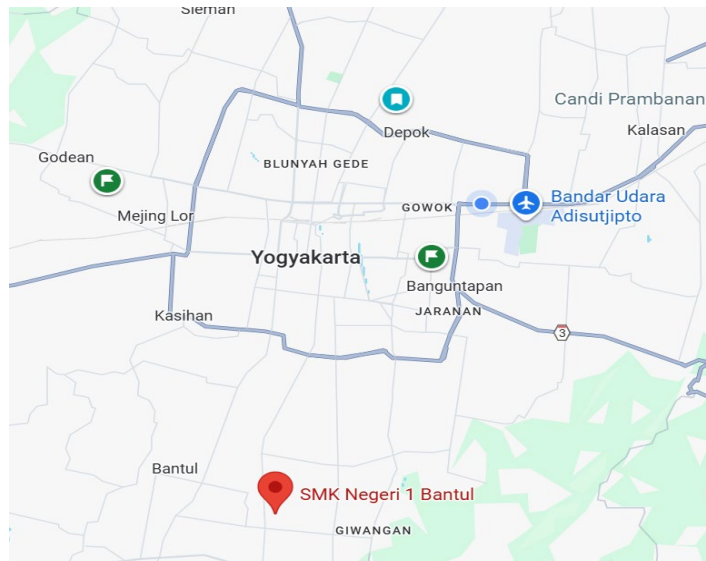 Sleman
Candi Prambanan
Depok
Kalasan
Godean
BLUNYAH GEDE
Mejing Lor
GOWOK
Bandar Udara
Adisutjipto
Yogyakarta
Banguntapan
JARANAN
Kasihan
3
Bantul
SMK Negeri 1 Bantul
GIWANGAN